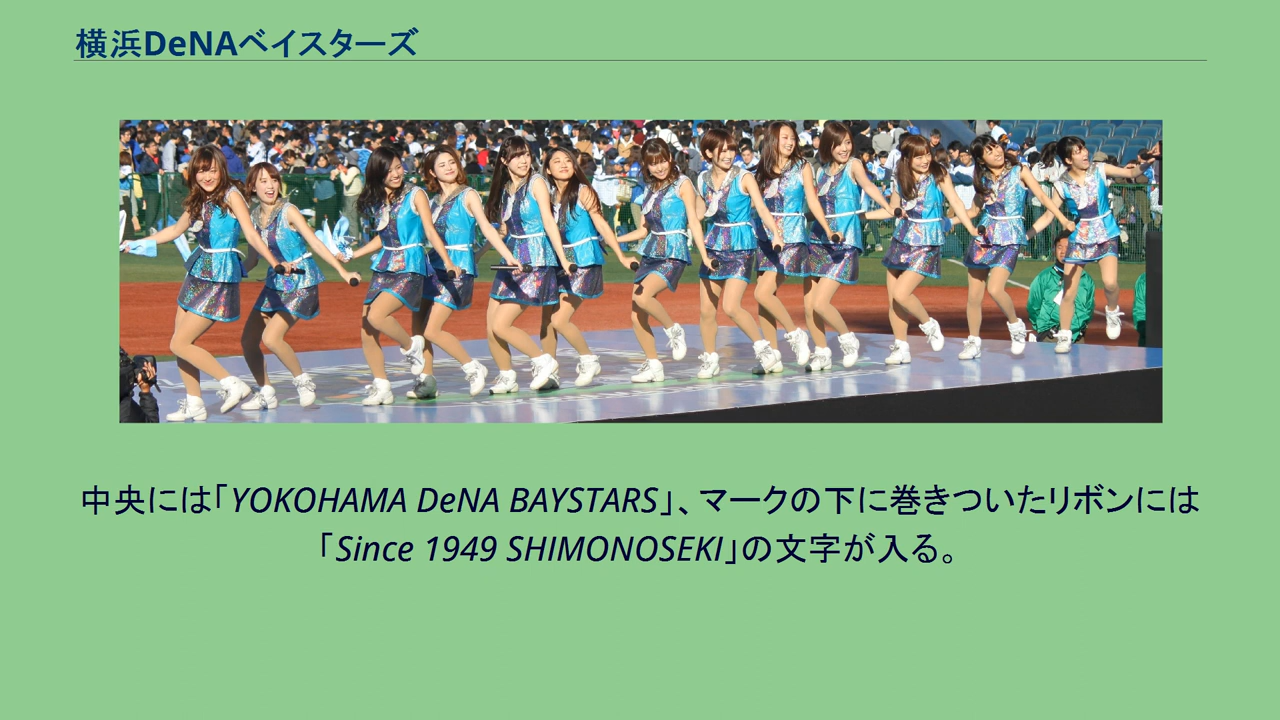 横浜DeNAベイスターズ
中央には「YOKOHAMA DeNA BAYSTARS」、マークの下に巻きついたリボンには
「Since 1949 SHIMONOSEKI」の文字が入る。